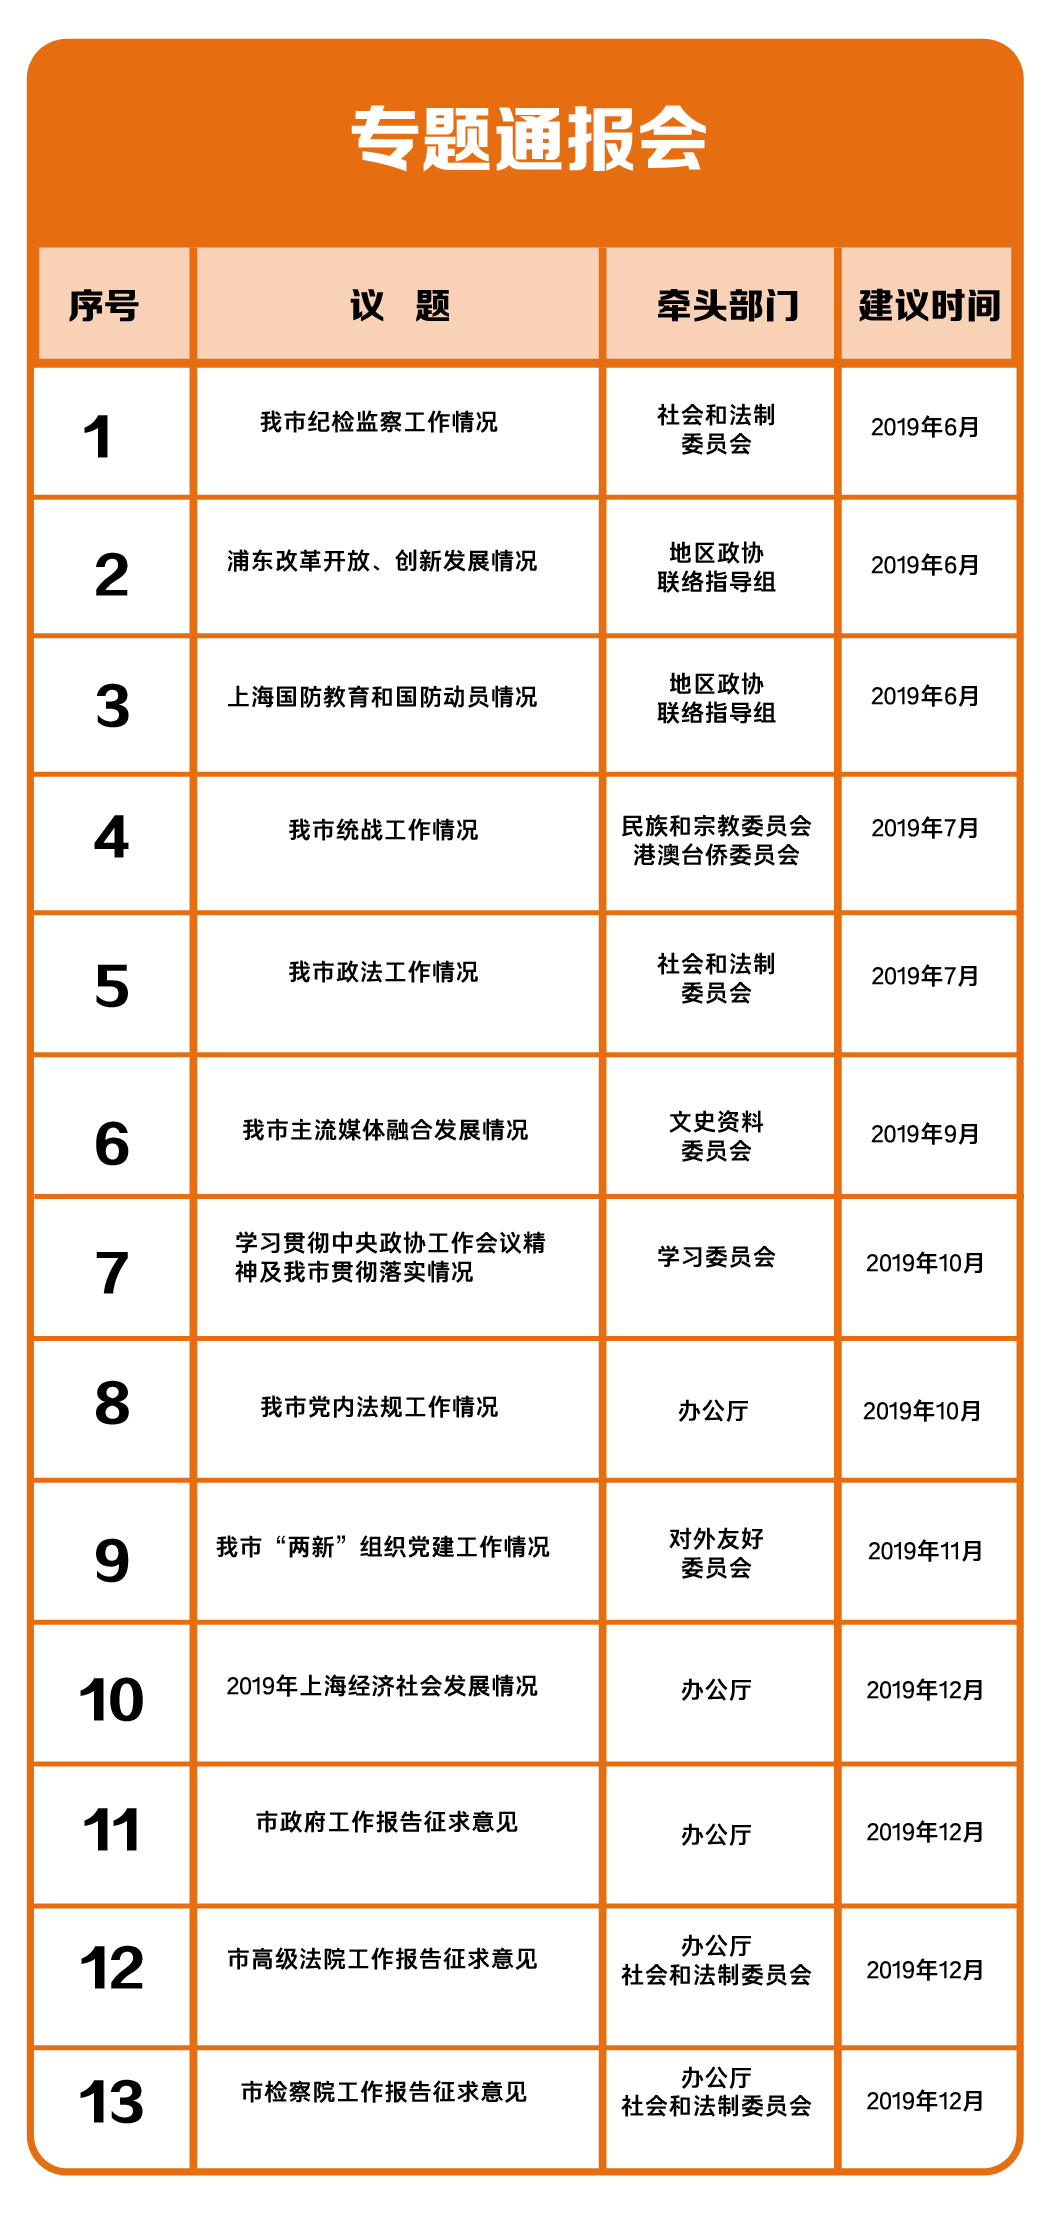 专题通报会
序号 议 题 牵头部门 建议时间
1 我市纪检监察工作情况 社会和法制 2019年6月
委员会
2 浦东改革开放、创新发展情况 地区政协 2019年6月
联络指导组
3 上海国防教育和国防动员情况 地区政协 2019年6月
联络指导组
4 我市统战工作情况 民族和宗教委员会 2019年7月
港澳台侨委员会
5 我市政法工作情况 社会和法制 2019年7月
委员会
6 我市主流媒体融合发展情况 文史资料 2019年9月
委员会
7 学习贯彻中央政协工作会议精 学习委员会 2019年10月
神及我市贯彻落实情况
8 我市党内法规工作情况 办公厅 2019年10月
9 我市“两新”组织党建工作情况 对外友好 2019年11月
委员会
10 2019年上海经济社会发展情况 办公厅 2019年12月
11 市政府工作报告征求意见 办公厅 2019年12月
12 市高级法院工作报告征求意见 办公厅 2019年12月
社会和法制委员会
13 市检察院工作报告征求意见 办公厅 2019年12月
社会和法制委员会